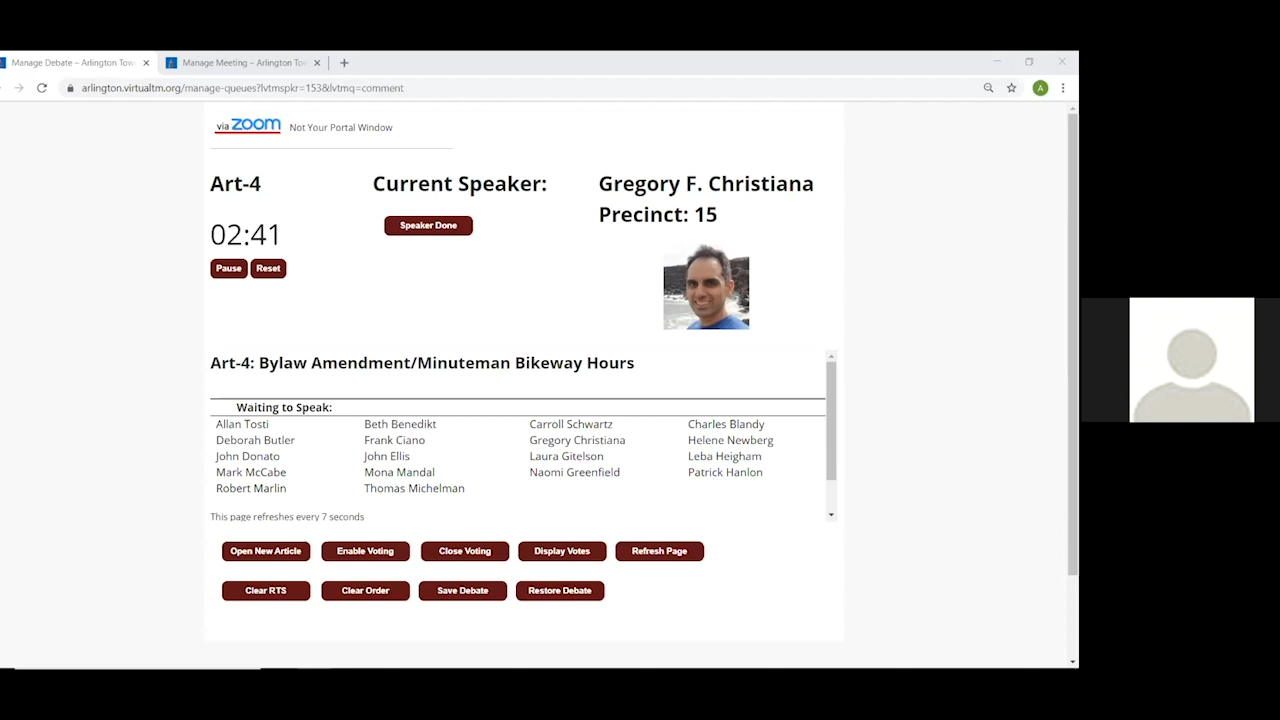 Manage Debate – Arlington Tow
Manage Meeting – Arlington Tow
arlington.virtualtm.org/manage-queues?lvtmspkr=153&lvtmq=comment
A
via zoom Not Your Portal Window
Art-4 Current Speaker: Gregory F. Christiana
Precinct: 15
02:41 Speaker Done
Pause Reset
Art-4: Bylaw Amendment/Minuteman Bikeway Hours
Waiting to Speak:
Allan Tosti Beth Benedikt Carroll Schwartz Charles Blandy
Deborah Butler Frank Ciano Gregory Christiana Helene Newberg
John Donato John Ellis Laura Gitelson Leba Heigham
Mark McCabe Mona Mandal Naomi Greenfield Patrick Hanlon
Robert Marlin Thomas Michelman
This page refreshes every 7 seconds
Open New Article Enable Voting Close Voting Display Votes Refresh Page
Clear RTS Clear Order Save Debate Restore Debate